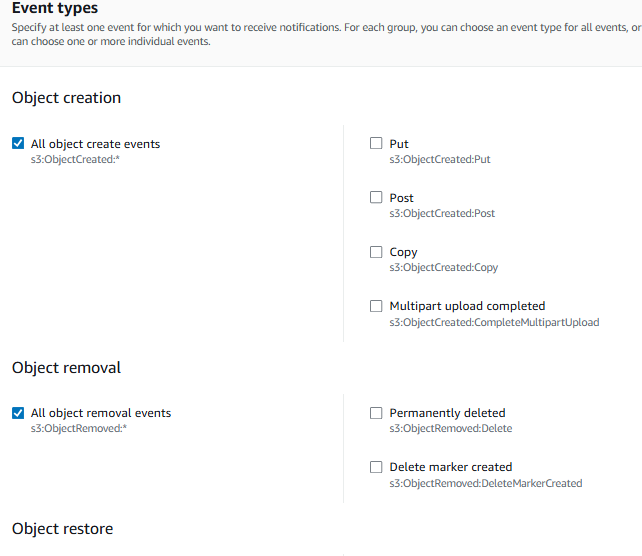 Event types
Specify at least one event for which you want to receive notifications. For each group, you can choose an event type for all events, or
can choose one or more individual events.
Object creation
All object create events
s3:ObjectCreated:*
Put
s3:ObjectCreated:Put
Post
s3:ObjectCreated:Post
Copy
s3:ObjectCreated:Copy
Multipart upload completed
s3:ObjectCreated:CompleteMultipartUpload
Object removal
All object removal events
s3:ObjectRemoved:*
Permanently deleted
s3:ObjectRemoved:Delete
Delete marker created
s3:ObjectRemoved:DeleteMarkerCreated
Object restore